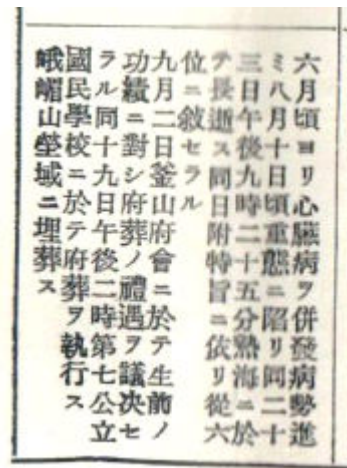 六月頃ヨリ心臓病ヲ併發病勢進
ミ八月十日頃重態ニ陷リ同二十
三日午後九時二十五分熱海ニ於
テ長逝ス同日附特旨ニ依リ從六
位ニ敍セラル
九月二日釜山府會ニ於テ生前ノ
功績ニ對シ府葬ノ禮遇ヲ議決セ
ラル同十九日午後二時第七公立
國民學校ニ於テ府葬ヲ執行ス
峨嵋山塋域ニ埋葬ス